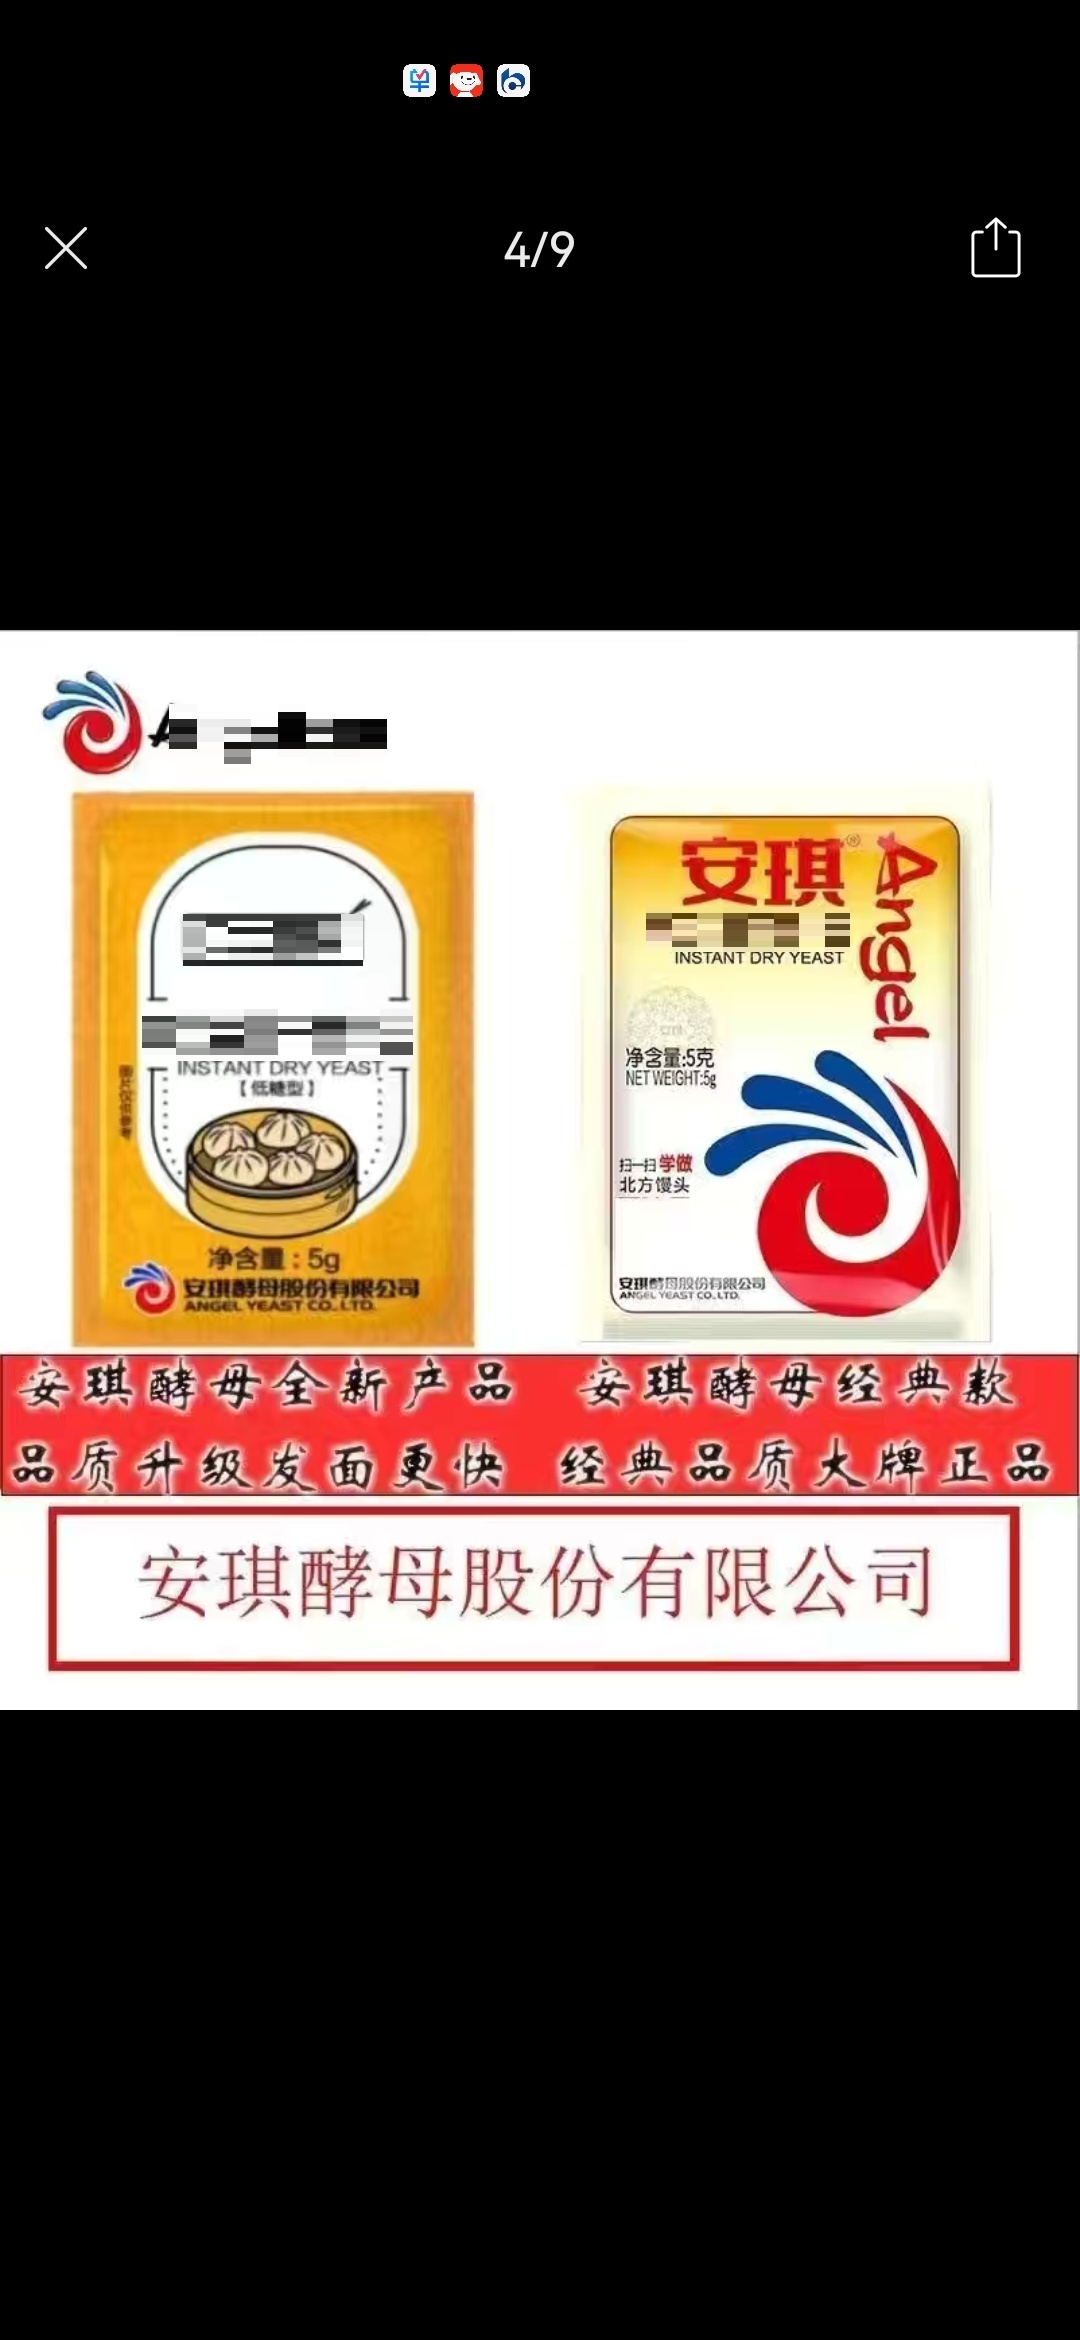 4/9
INSTANT DRY YEAST
【低糖型】
净含量：5g
安琪酵母股份有限公司
ANGEL YEAST CO.,LTD.
安琪®
Angel
INSTANT DRY YEAST
净含量:5克
NET WEIGHT:5g
扫一扫学做
北方馒头
安琪酵母股份有限公司
ANGEL YEAST CO.,LTD.
安琪酵母全新产品 安琪酵母经典款
品质升级发面更快 经典品质大牌正品
安琪酵母股份有限公司